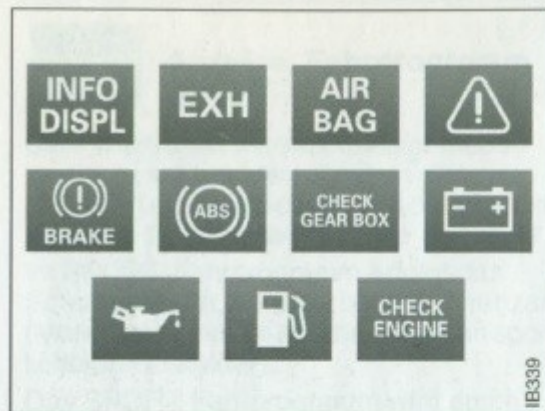 INFO
DISPL
EXH
AIR
BAG
BRAKE
ABS
CHECK
GEAR BOX
CHECK
ENGINE
IB339